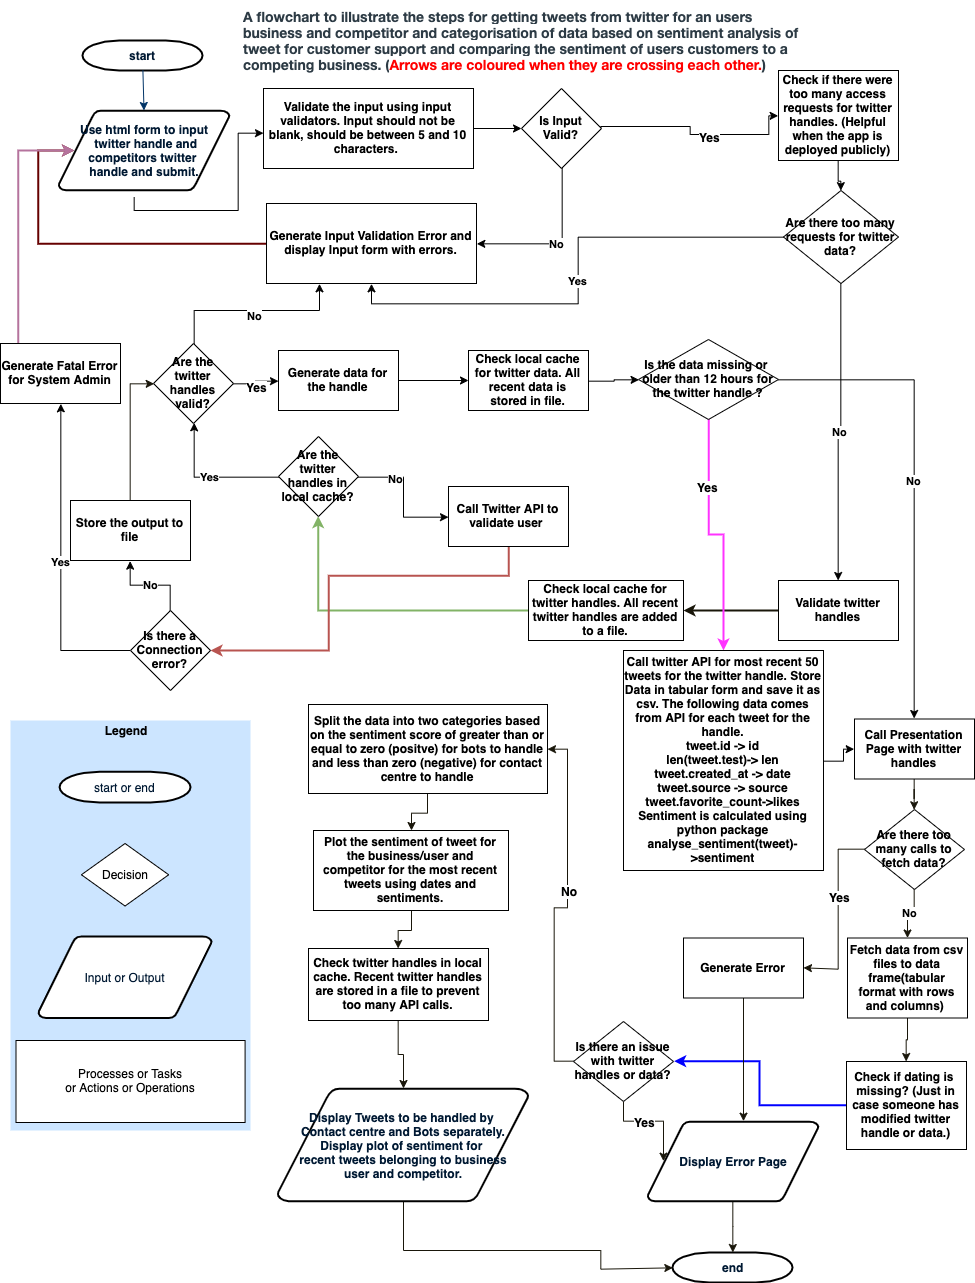 A flowchart to illustrate the steps for getting tweets from twitter for an users
business and competitor and categorisation of data based on sentiment analysis of
tweet for customer support and comparing the sentiment of users customers to a
competing business. (Arrows are coloured when they are crossing each other.)
start
Use html form to input
twitter handle and
competitors twitter
handle and submit.
Validate the input using input
validators. Input should not be
blank, should be between 5 and 10
characters.
Is Input
Valid?
Yes
Check if there were
too many access
requests for twitter
handles. (Helpful
when the app is
deployed publicly)
Generate Input Validation Error and
display Input form with errors.
No
Are there too many
requests for twitter
data?
Yes
No
Generate Fatal Error
for System Admin
Are the
twitter
handles
valid?
Yes
Generate data for
the handle
Check local cache
for twitter data. All
recent data is
stored in file.
Is the data missing or
older than 12 hours for
the twitter handle ?
No
Yes
Are the
twitter
handles in
local cache?
No
Yes
No
Call Twitter API to
validate user
Store the output to
file
Yes
No
Is there a
Connection
error?
Check local cache for
twitter handles. All recent
twitter handles are added
to a file.
Validate twitter
handles
Call twitter API for most recent 50
tweets for the twitter handle. Store
Data in tabular form and save it as
csv. The following data comes
from API for each tweet for the
handle.
tweet.id -> id
len(tweet.test)-> len
tweet.created_at -> date
tweet.source -> source
tweet.favorite_count->likes
Sentiment is calculated using
python package
analyse_sentiment(tweet)-
>sentiment
Call Presentation
Page with twitter
handles
Legend
start or end
Decision
Input or Output
Processes or Tasks
or Actions or Operations
Split the data into two categories based
on the sentiment score of greater than or
equal to zero (positve) for bots to handle
and less than zero (negative) for contact
centre to handle
Plot the sentiment of tweet for
the business/user and
competitor for the most recent
tweets using dates and
sentiments.
No
Are there too
many calls to
fetch data?
Yes
No
Check twitter handles in local
cache. Recent twitter handles
are stored in a file to prevent
too many API calls.
Generate Error
Fetch data from csv
files to data
frame(tabular
format with rows
and columns)
Is there an issue
with twitter
handles or data?
Check if dating is
missing? (Just in
case someone has
modified twitter
handle or data.)
Display Tweets to be handled by
Contact centre and Bots separately.
Display plot of sentiment for
recent tweets belonging to business
user and competitor.
Yes
Display Error Page
end